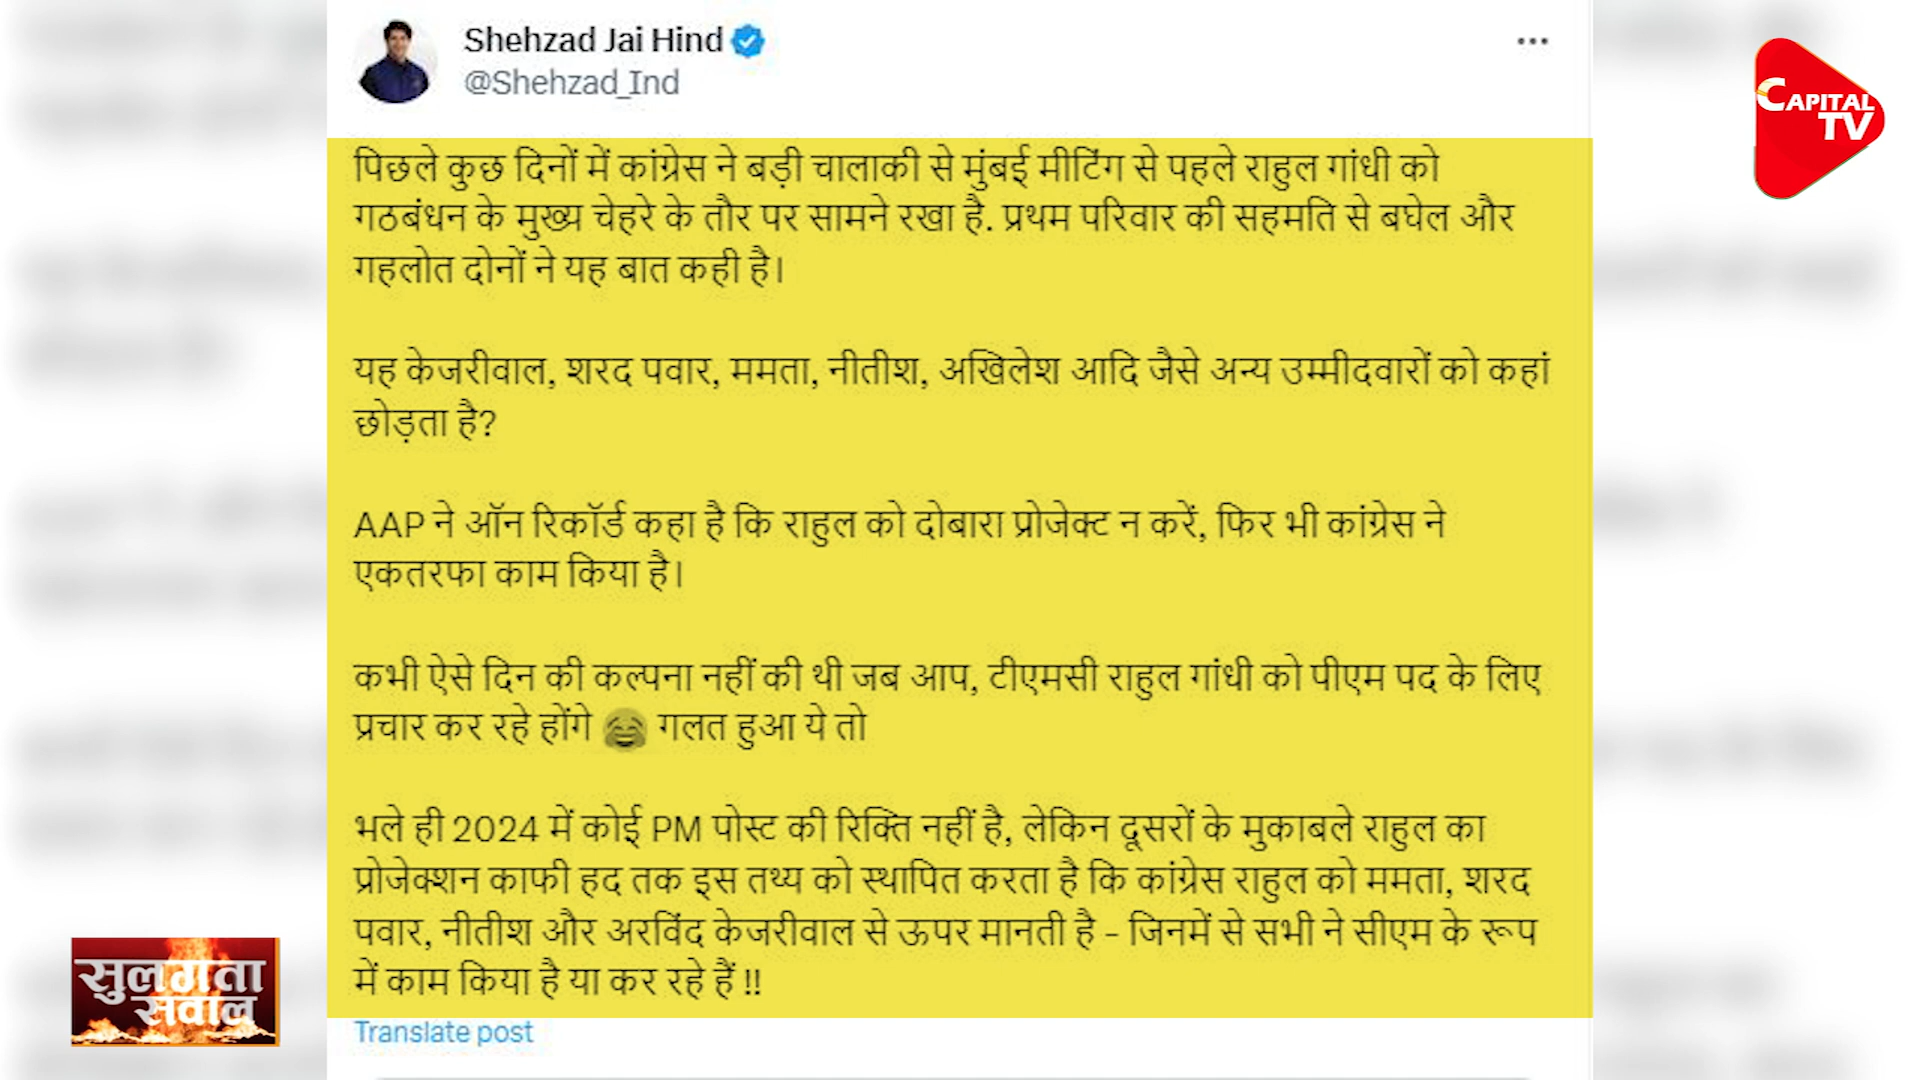 Shehzad Jai Hind
@Shehzad_Ind
CAPITAL
TV
पिछले कुछ दिनों में कांग्रेस ने बड़ी चालाकी से मुंबई मीटिंग से पहले राहुल गांधी को
गठबंधन के मुख्य चेहरे के तौर पर सामने रखा है. प्रथम परिवार की सहमति से बघेल और
गहलोत दोनों ने यह बात कही है।
यह केजरीवाल, शरद पवार, ममता, नीतीश, अखिलेश आदि जैसे अन्य उम्मीदवारों को कहां
छोड़ता है?
AAP ने ऑन रिकॉर्ड कहा है कि राहुल को दोबारा प्रोजेक्ट न करें, फिर भी कांग्रेस ने
एकतरफा काम किया है।
कभी ऐसे दिन की कल्पना नहीं की थी जब आप, टीएमसी राहुल गांधी को पीएम पद के लिए
प्रचार कर रहे होंगे 😂 गलत हुआ ये तो
भले ही 2024 में कोई PM पोस्ट की रिक्ति नहीं है, लेकिन दूसरों के मुकाबले राहुल का
प्रोजेक्शन काफी हद तक इस तथ्य को स्थापित करता है कि कांग्रेस राहुल को ममता, शरद
पवार, नीतीश और अरविंद केजरीवाल से ऊपर मानती है - जिनमें से सभी ने सीएम के रूप
में काम किया है या कर रहे हैं !!
सुलगता
सवाल
Translate post